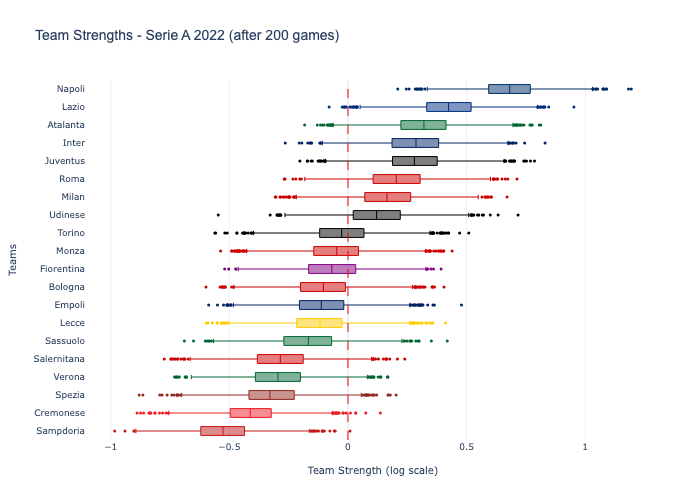 Team Strengths - Serie A 2022 (after 200 games)
Napoli
Lazio
Atalanta
Inter
Juventus
Roma
Milan
Udinese
Torino
Monza
Fiorentina
Bologna
Empoli
Lecce
Sassuolo
Salernitana
Verona
Spezia
Cremonese
Sampdoria
Teams
−1
−0.5
0
0.5
1
Team Strength (log scale)